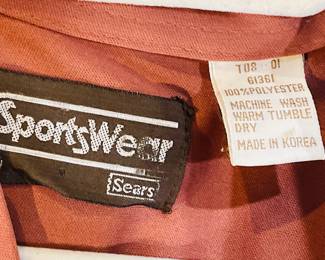 SportsWear
Sears
T08 01
61361
100% POLYESTER
MACHINE WASH
WARM TUMBLE
DRY
MADE IN KOREA